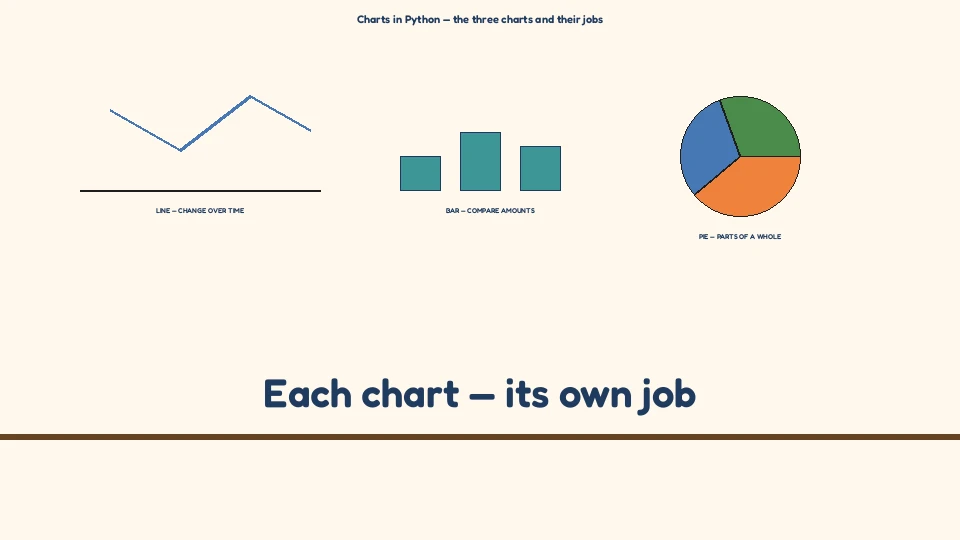 Charts in Python — the three charts and their jobs
LINE — CHANGE OVER TIME
BAR — COMPARE AMOUNTS
PIE — PARTS OF A WHOLE
Each chart — its own job